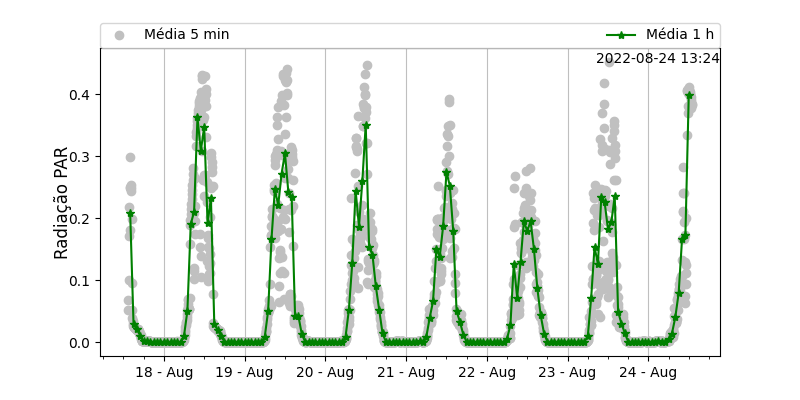 Média 5 min
Média 1 h
2022-08-24 13:24
Radiação PAR
0.4
0.3
0.2
0.1
0.0
18 - Aug
19 - Aug
20 - Aug
21 - Aug
22 - Aug
23 - Aug
24 - Aug